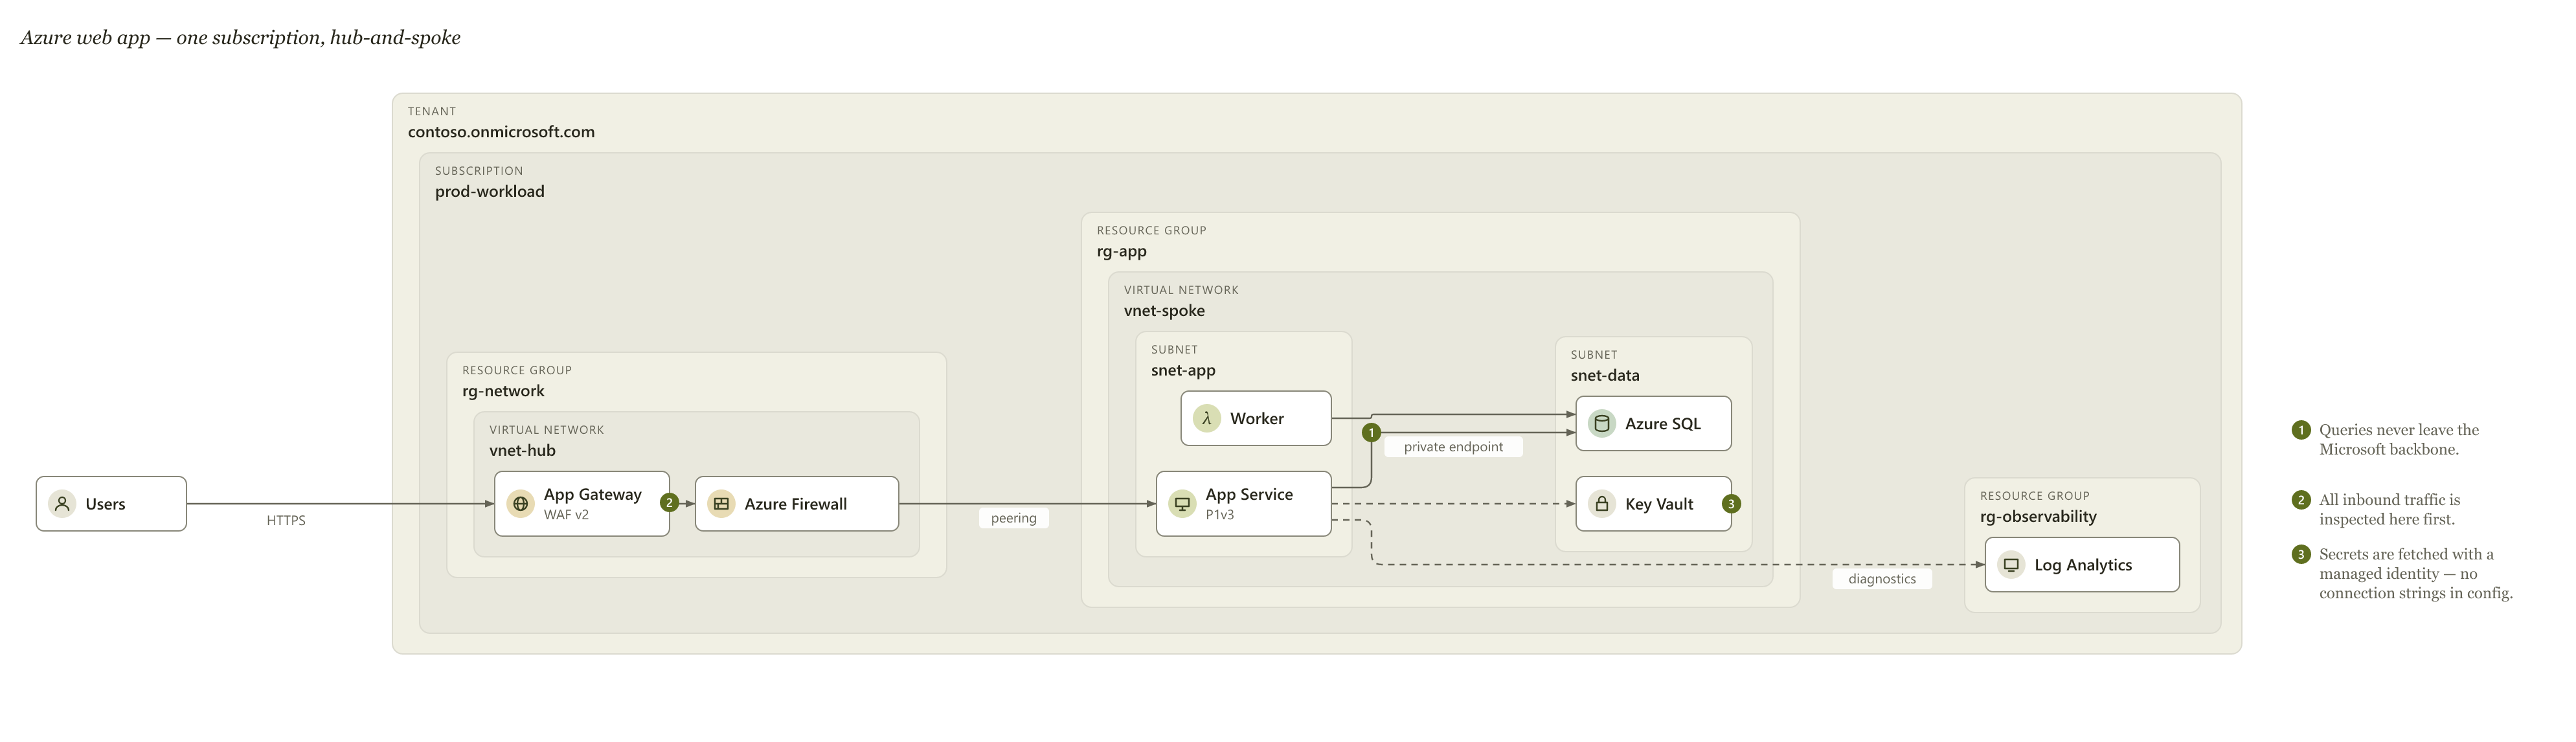 Azure web app — one subscription, hub-and-spoke
TENANT
contoso.onmicrosoft.com
SUBSCRIPTION
prod-workload
RESOURCE GROUP
rg-app
VIRTUAL NETWORK
vnet-spoke
SUBNET
snet-app
SUBNET
snet-data
RESOURCE GROUP
rg-network
VIRTUAL NETWORK
vnet-hub
λ
Worker
Azure SQL
1
private endpoint
Users
HTTPS
App Gateway
WAF v2
2
Azure Firewall
peering
App Service
P1v3
Key Vault
3
RESOURCE GROUP
rg-observability
Log Analytics
diagnostics
1 Queries never leave the
Microsoft backbone.
2 All inbound traffic is
inspected here first.
3 Secrets are fetched with a
managed identity — no
connection strings in config.